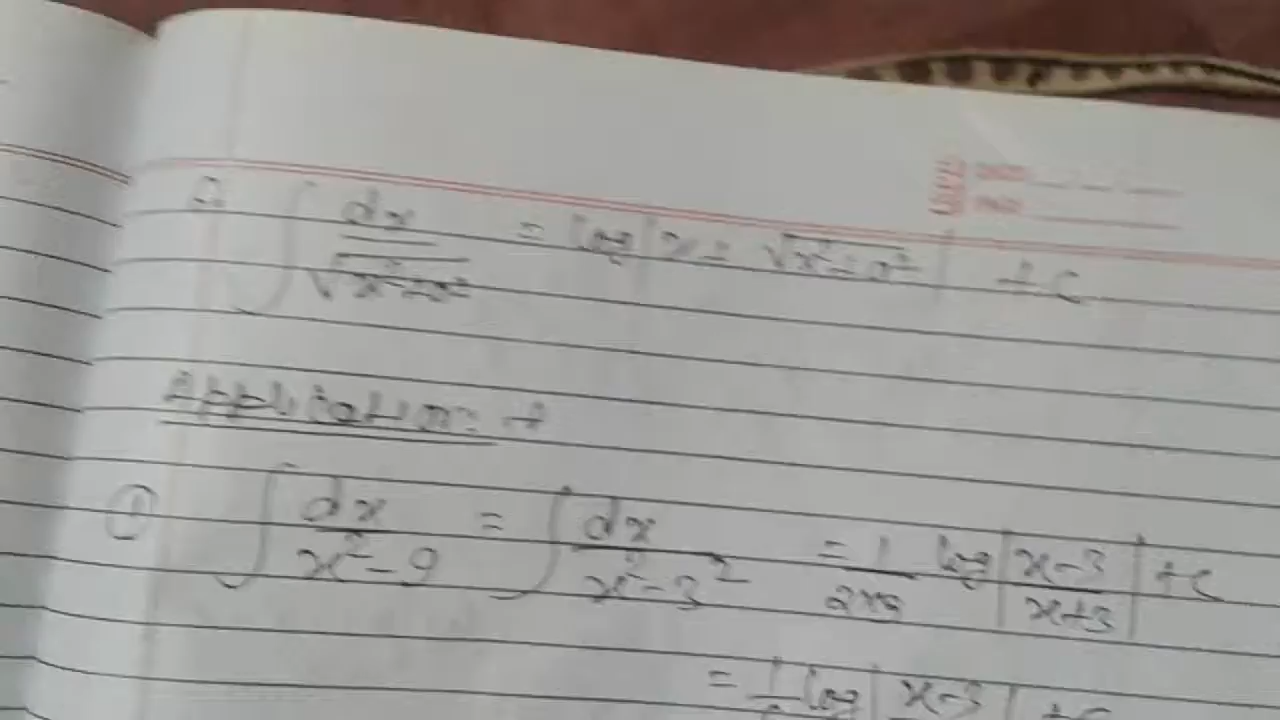 ∫ dx/√(x²-a²) = log|x + √(x²-a²)| + c
Application:→
① ∫ dx/(x²-9) = ∫ dx/(x²-3²) = 1/(2×3) log|(x-3)/(x+3)| + c
= log|x-3| + c